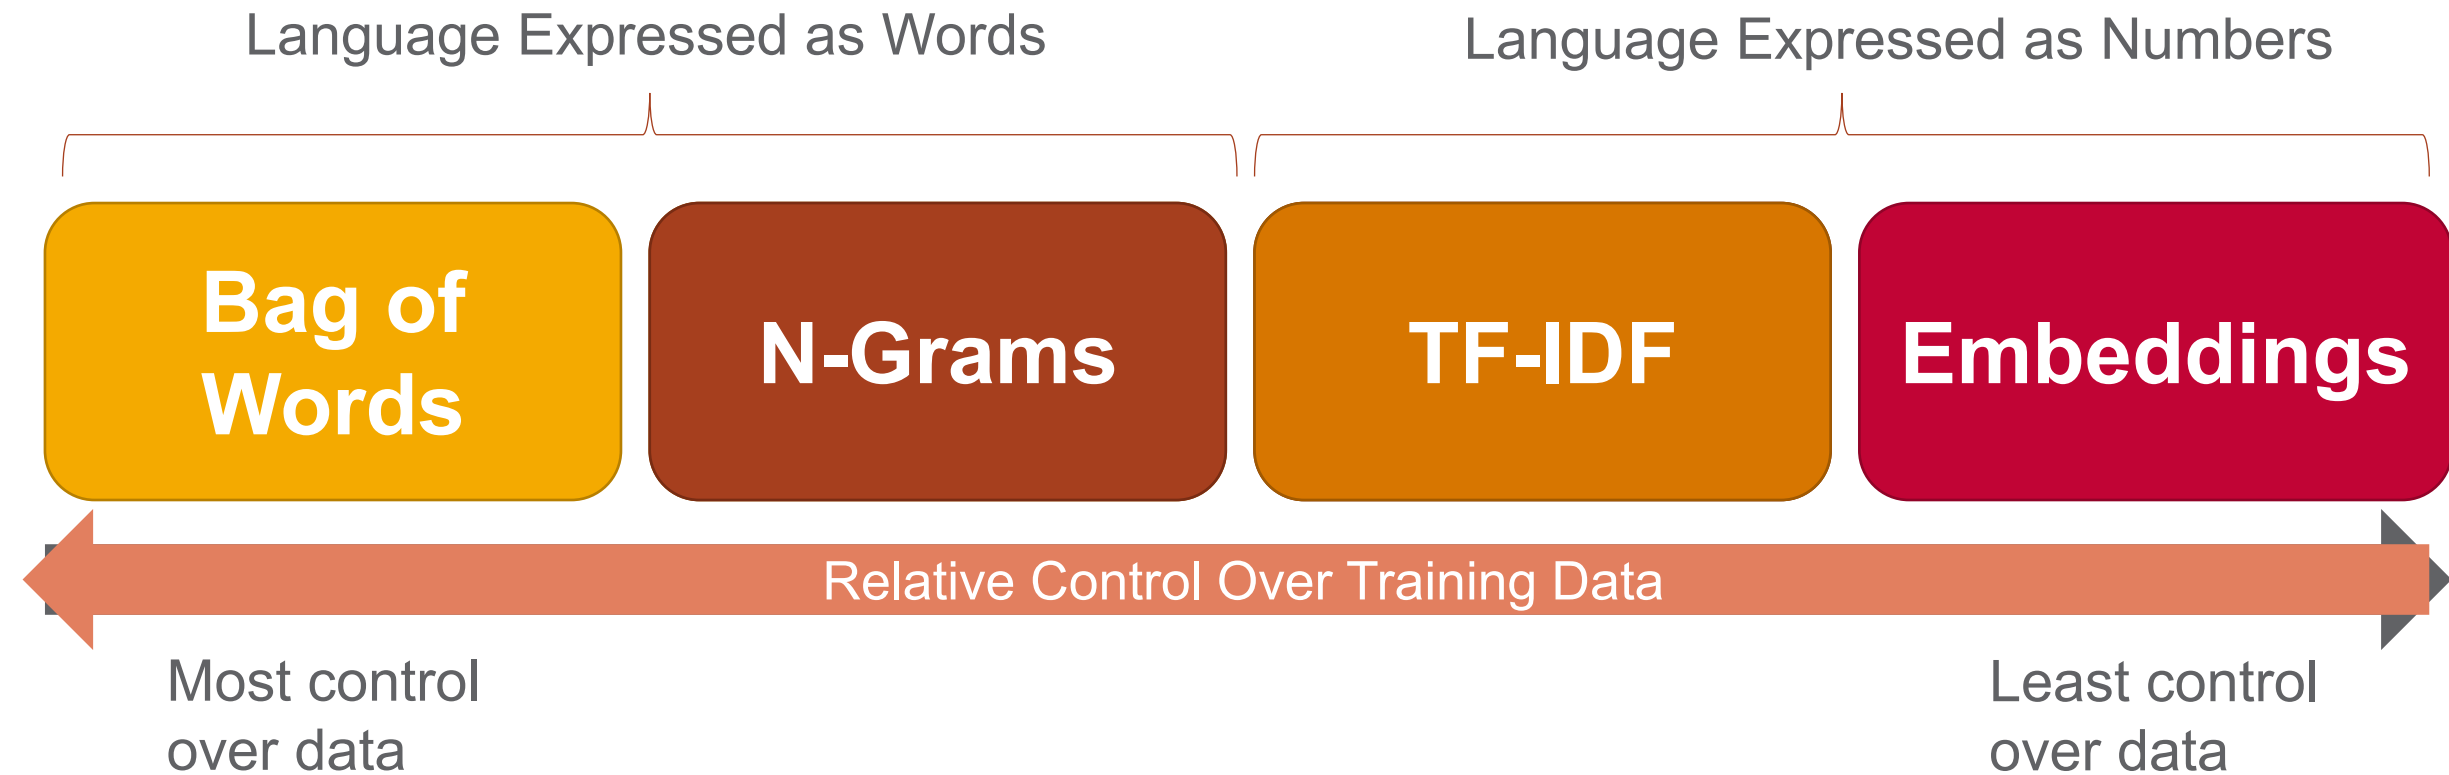 Language Expressed as Words
Language Expressed as Numbers
Bag of
Words
N-Grams
TF-IDF
Embeddings
Relative Control Over Training Data
Most control
over data
Least control
over data